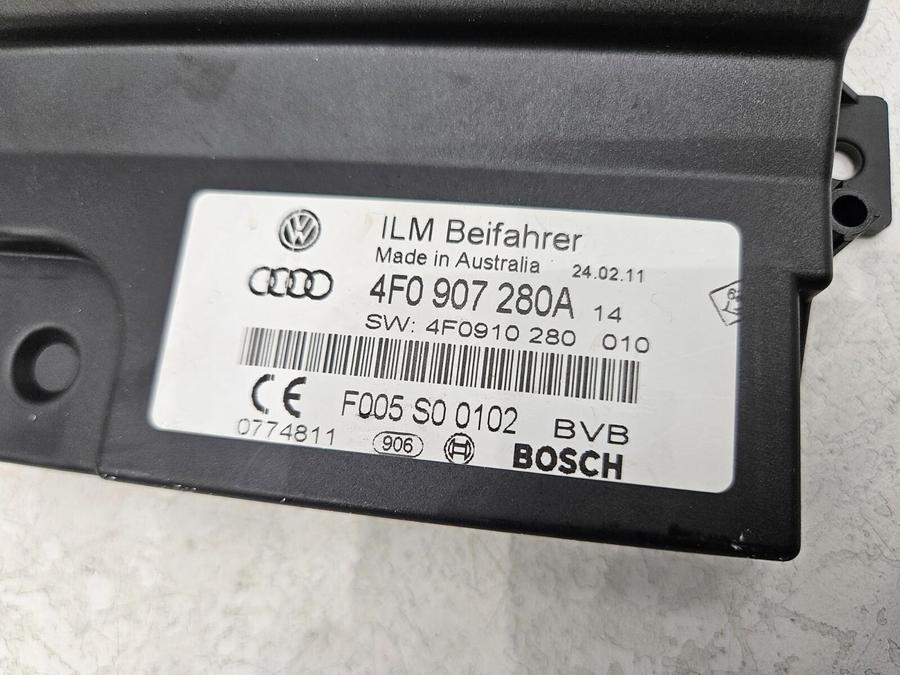 ILM Beifahrer
Made in Australia 24.02.11
4F0 907 280A 14
SW: 4F0910 280 010
CE F005 S0 0102 BVB
0774811 906 BOSCH